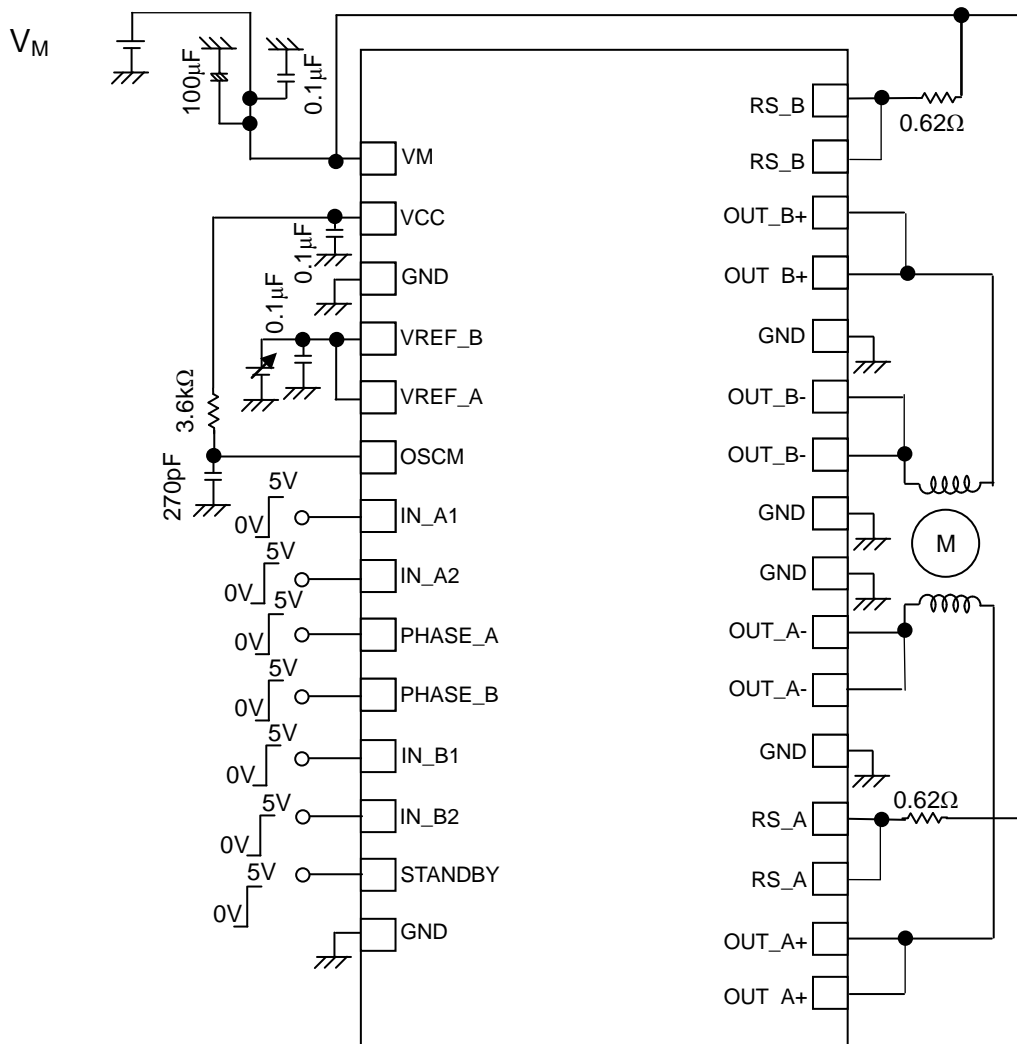 VM
100μF
0.1μF
VM
VCC
0.1μF
GND
0.1μF
VREF_B
VREF_A
3.6kΩ
OSCM
270pF
5V
0V
IN_A1
5V
0V
IN_A2
5V
0V
PHASE_A
5V
0V
PHASE_B
5V
0V
IN_B1
5V
0V
IN_B2
5V
0V
STANDBY
GND
RS_B
0.62Ω
RS_B
OUT_B+
OUT B+
GND
OUT_B-
OUT_B-
GND
M
GND
OUT_A-
OUT_A-
GND
0.62Ω
RS_A
RS_A
OUT_A+
OUT A+